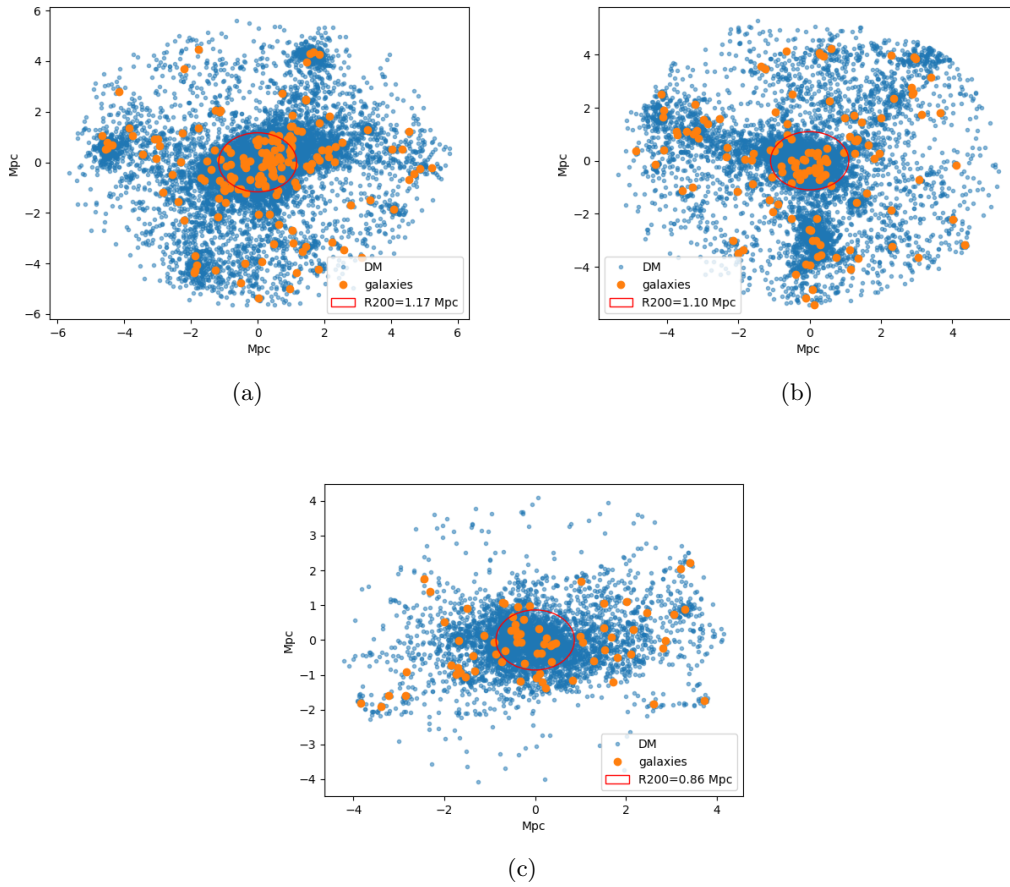 6
4
2
0
−2
−4
−6
Mpc
−6 −4 −2 0 2 4 6
Mpc
DM
galaxies
R200=1.17 Mpc
(a)
4
2
0
−2
−4
Mpc
−4 −2 0 2 4
Mpc
DM
galaxies
R200=1.10 Mpc
(b)
4
3
2
1
0
−1
−2
−3
−4
Mpc
−4 −2 0 2 4
Mpc
DM
galaxies
R200=0.86 Mpc
(c)